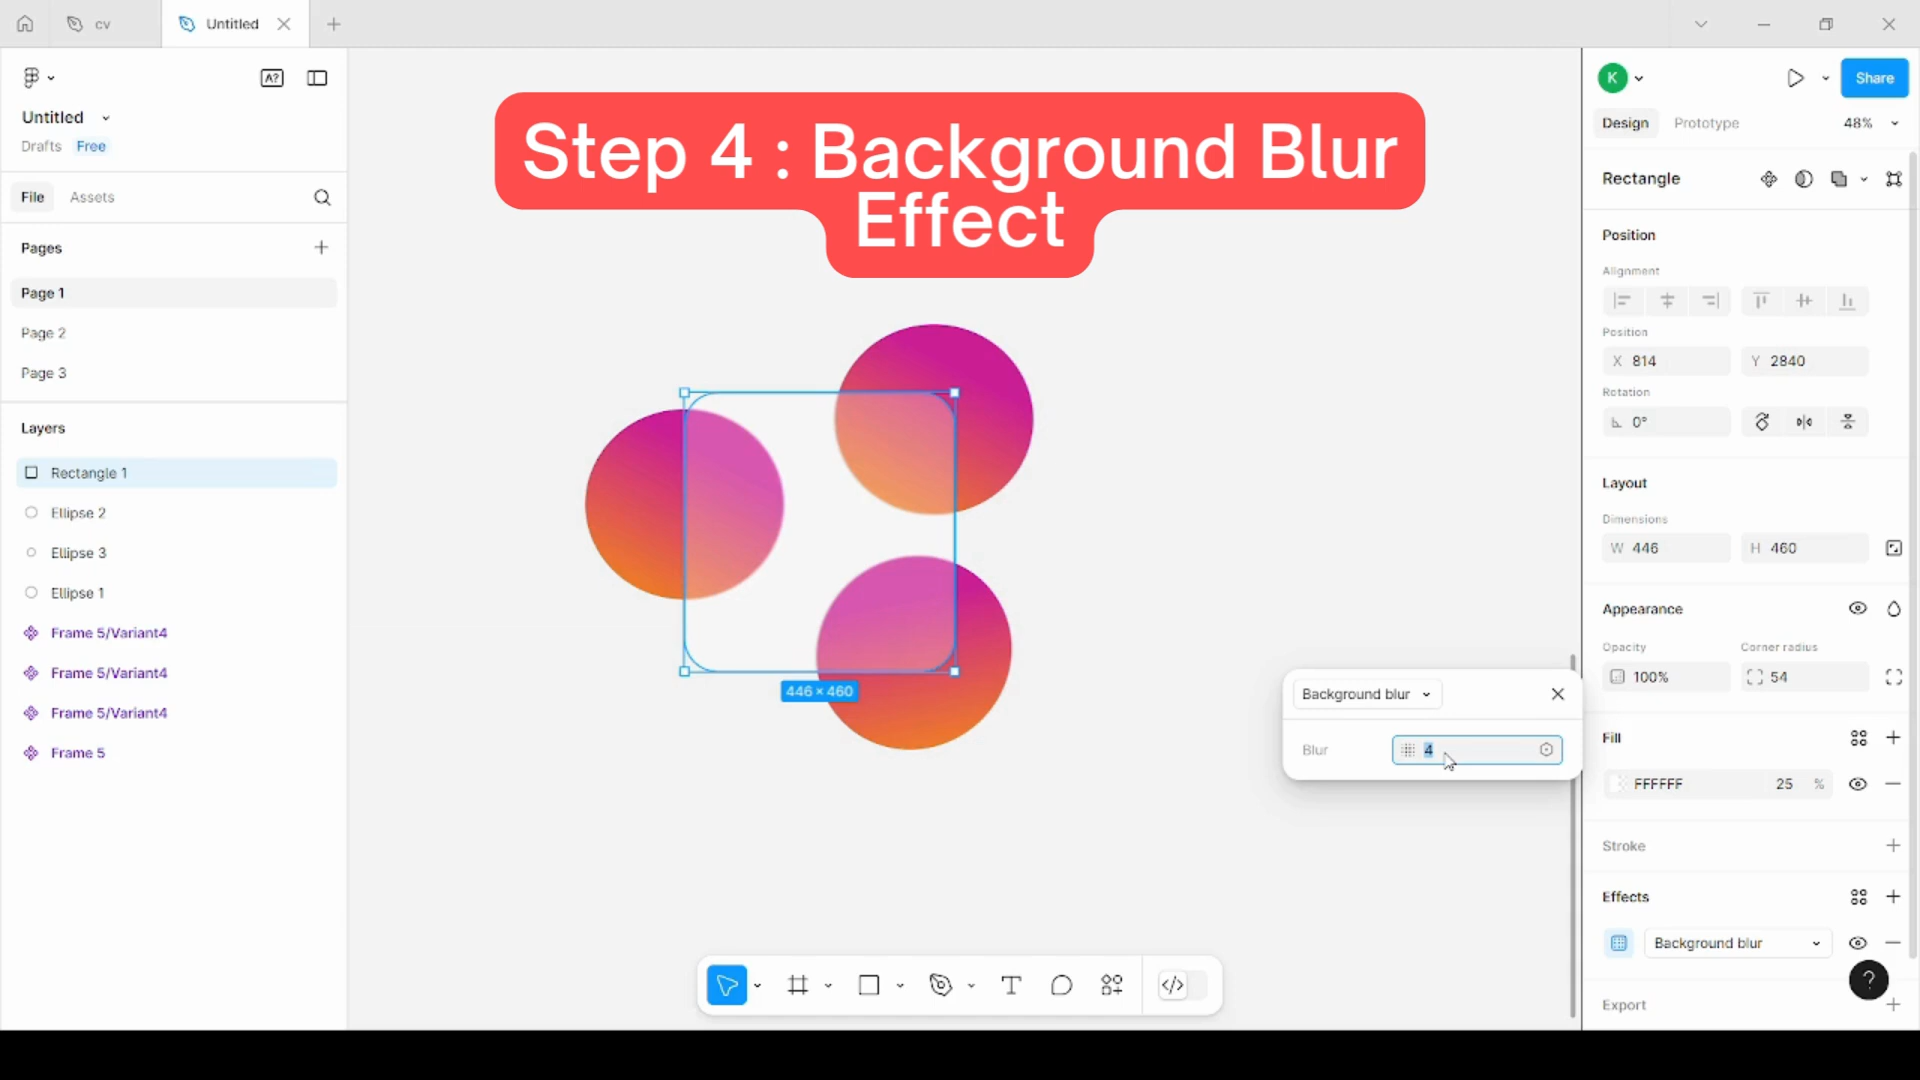 cv
Untitled
A?
Untitled
Drafts Free
File Assets
Pages
Page 1
Page 2
Page 3
Layers
Rectangle 1
Ellipse 2
Ellipse 3
Ellipse 1
Frame 5/Variant4
Frame 5/Variant4
Frame 5/Variant4
Frame 5
Step 4 : Background Blur
Effect
446 × 460
Background blur
Blur 4
K
Share
Design Prototype 48%
Rectangle
Position
Alignment
Position
X 814 Y 2840
Rotation
0°
Layout
Dimensions
W 446 H 460
Appearance
Opacity Corner radius
100% 54
Fill
FFFFFF 25 %
Stroke
Effects
Background blur
?
Export